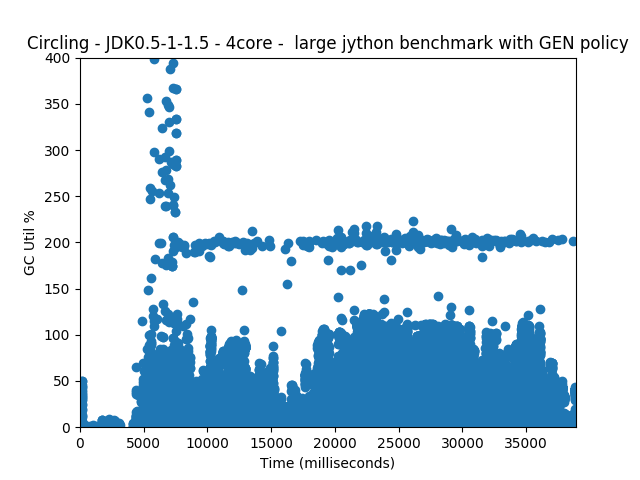 Circling - JDK0.5-1-1.5 - 4core -  large jython benchmark with GEN policy
400
350
300
250
200
150
100
50
0
GC Util %
0 5000 10000 15000 20000 25000 30000 35000
Time (milliseconds)